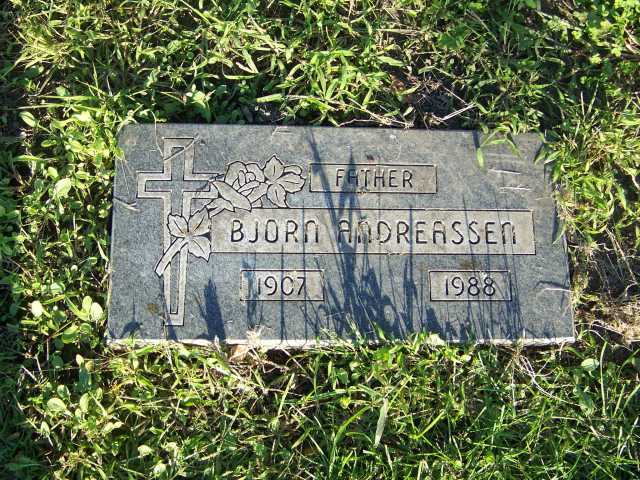 FATHER
BJORN ANDREASSEN
1907 1988